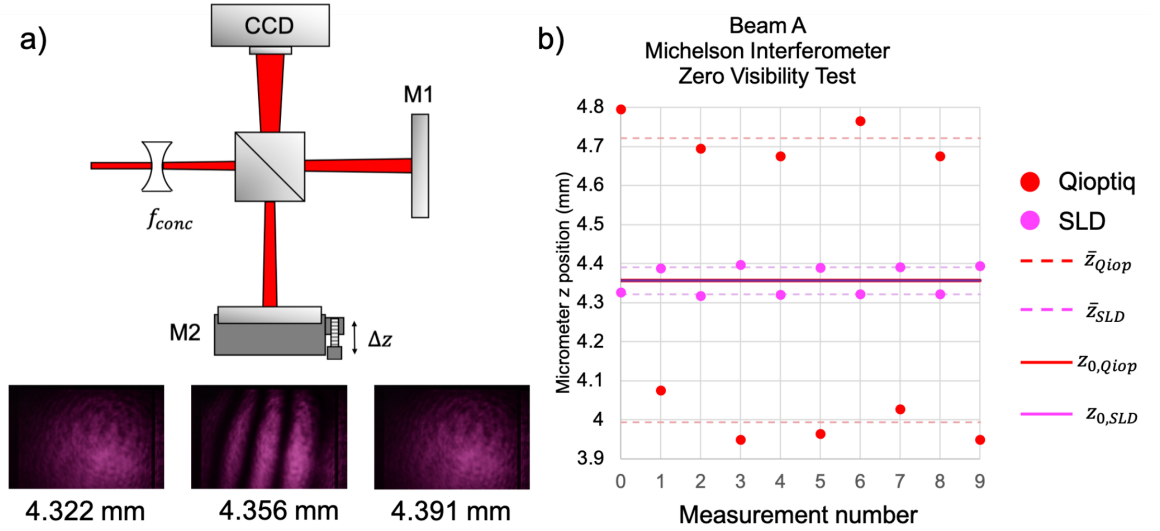 a)
CCD
M1
f_conc
M2
Δz
4.322 mm
4.356 mm
4.391 mm
b)
Beam A
Michelson Interferometer
Zero Visibility Test
Micrometer z position (mm)
4.8
4.7
4.6
4.5
4.4
4.3
4.2
4.1
4
3.9
0 1 2 3 4 5 6 7 8 9
Measurement number
Qioptiq
SLD
z̄_Qiop
z̄_SLD
z_0,Qiop
z_0,SLD